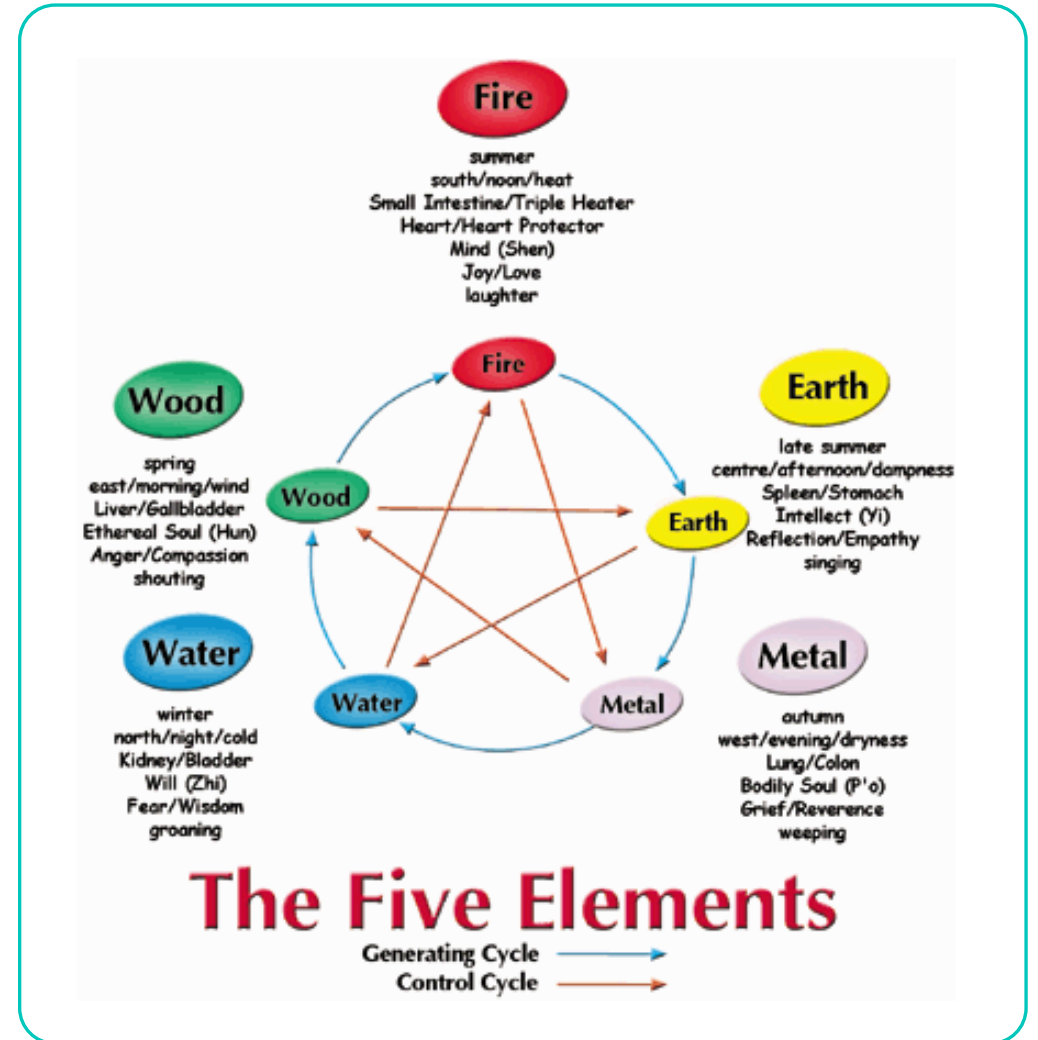 Fire
summer
south/noon/heat
Small Intestine/Triple Heater
Heart/Heart Protector
Mind (Shen)
Joy/Love
laughter
Fire
Wood
spring
east/morning/wind
Liver/Gallbladder
Ethereal Soul (Hun)
Anger/Compassion
shouting
Wood
Earth
late summer
centre/afternoon/dampness
Spleen/Stomach
Intellect (Yi)
Reflection/Empathy
singing
Earth
Water
winter
north/night/cold
Kidney/Bladder
Will (Zhi)
Fear/Wisdom
groaning
Water
Metal
Metal
autumn
west/evening/dryness
Lung/Colon
Bodily Soul (P'o)
Grief/Reverence
weeping
The Five Elements
Generating Cycle
Control Cycle